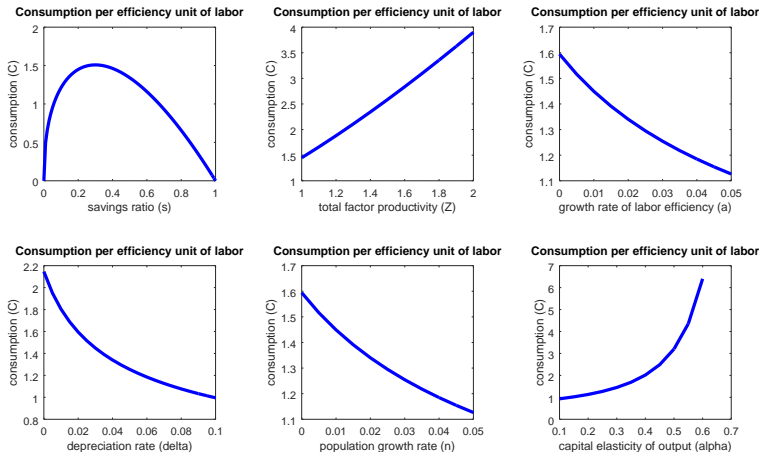 Consumption per efficiency unit of labor
2
1.5
1
0.5
0
consumption (C)
0 0.2 0.4 0.6 0.8 1
savings ratio (s)
Consumption per efficiency unit of labor
4
3.5
3
2.5
2
1.5
1
consumption (C)
1 1.2 1.4 1.6 1.8 2
total factor productivity (Z)
Consumption per efficiency unit of labor
1.7
1.6
1.5
1.4
1.3
1.2
1.1
consumption (C)
0 0.01 0.02 0.03 0.04 0.05
growth rate of labor efficiency (a)
Consumption per efficiency unit of labor
2.2
2
1.8
1.6
1.4
1.2
1
0.8
consumption (C)
0 0.02 0.04 0.06 0.08 0.1
depreciation rate (delta)
Consumption per efficiency unit of labor
1.7
1.6
1.5
1.4
1.3
1.2
1.1
consumption (C)
0 0.01 0.02 0.03 0.04 0.05
population growth rate (n)
Consumption per efficiency unit of labor
7
6
5
4
3
2
1
0
consumption (C)
0.1 0.2 0.3 0.4 0.5 0.6 0.7
capital elasticity of output (alpha)